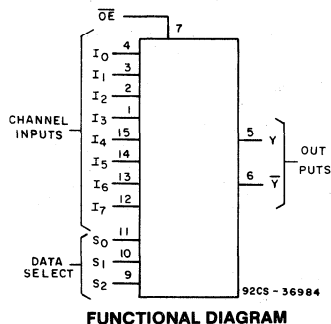 OE
7
I0 4
I1 3
I2 2
I3 1
CHANNEL
INPUTS
I4 15
I5 14
I6 13
I7 12
5 Y
6 Y
OUT
PUTS
S0 11
S1 10
S2 9
DATA
SELECT
92CS-36984
FUNCTIONAL DIAGRAM